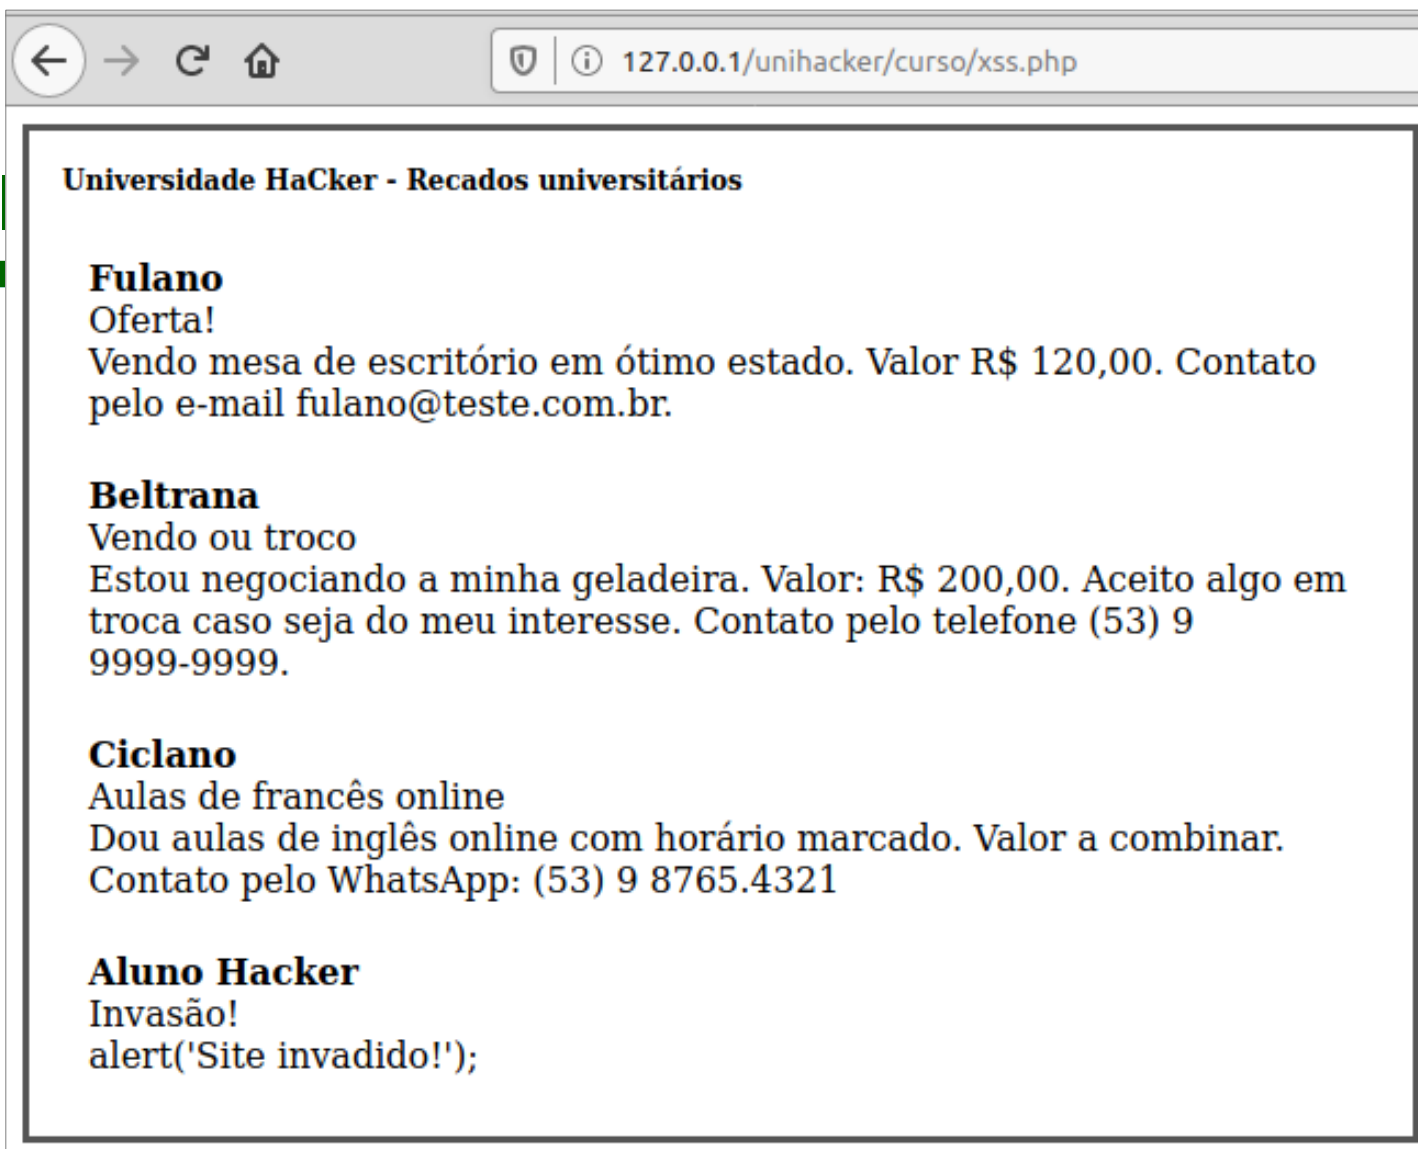 127.0.0.1/unihacker/curso/xss.php
Universidade HaCker - Recados universitários
Fulano
Oferta!
Vendo mesa de escritório em ótimo estado. Valor R$ 120,00. Contato
pelo e-mail fulano@teste.com.br.
Beltrana
Vendo ou troco
Estou negociando a minha geladeira. Valor: R$ 200,00. Aceito algo em
troca caso seja do meu interesse. Contato pelo telefone (53) 9
9999-9999.
Ciclano
Aulas de francês online
Dou aulas de inglês online com horário marcado. Valor a combinar.
Contato pelo WhatsApp: (53) 9 8765.4321
Aluno Hacker
Invasão!
alert('Site invadido!');